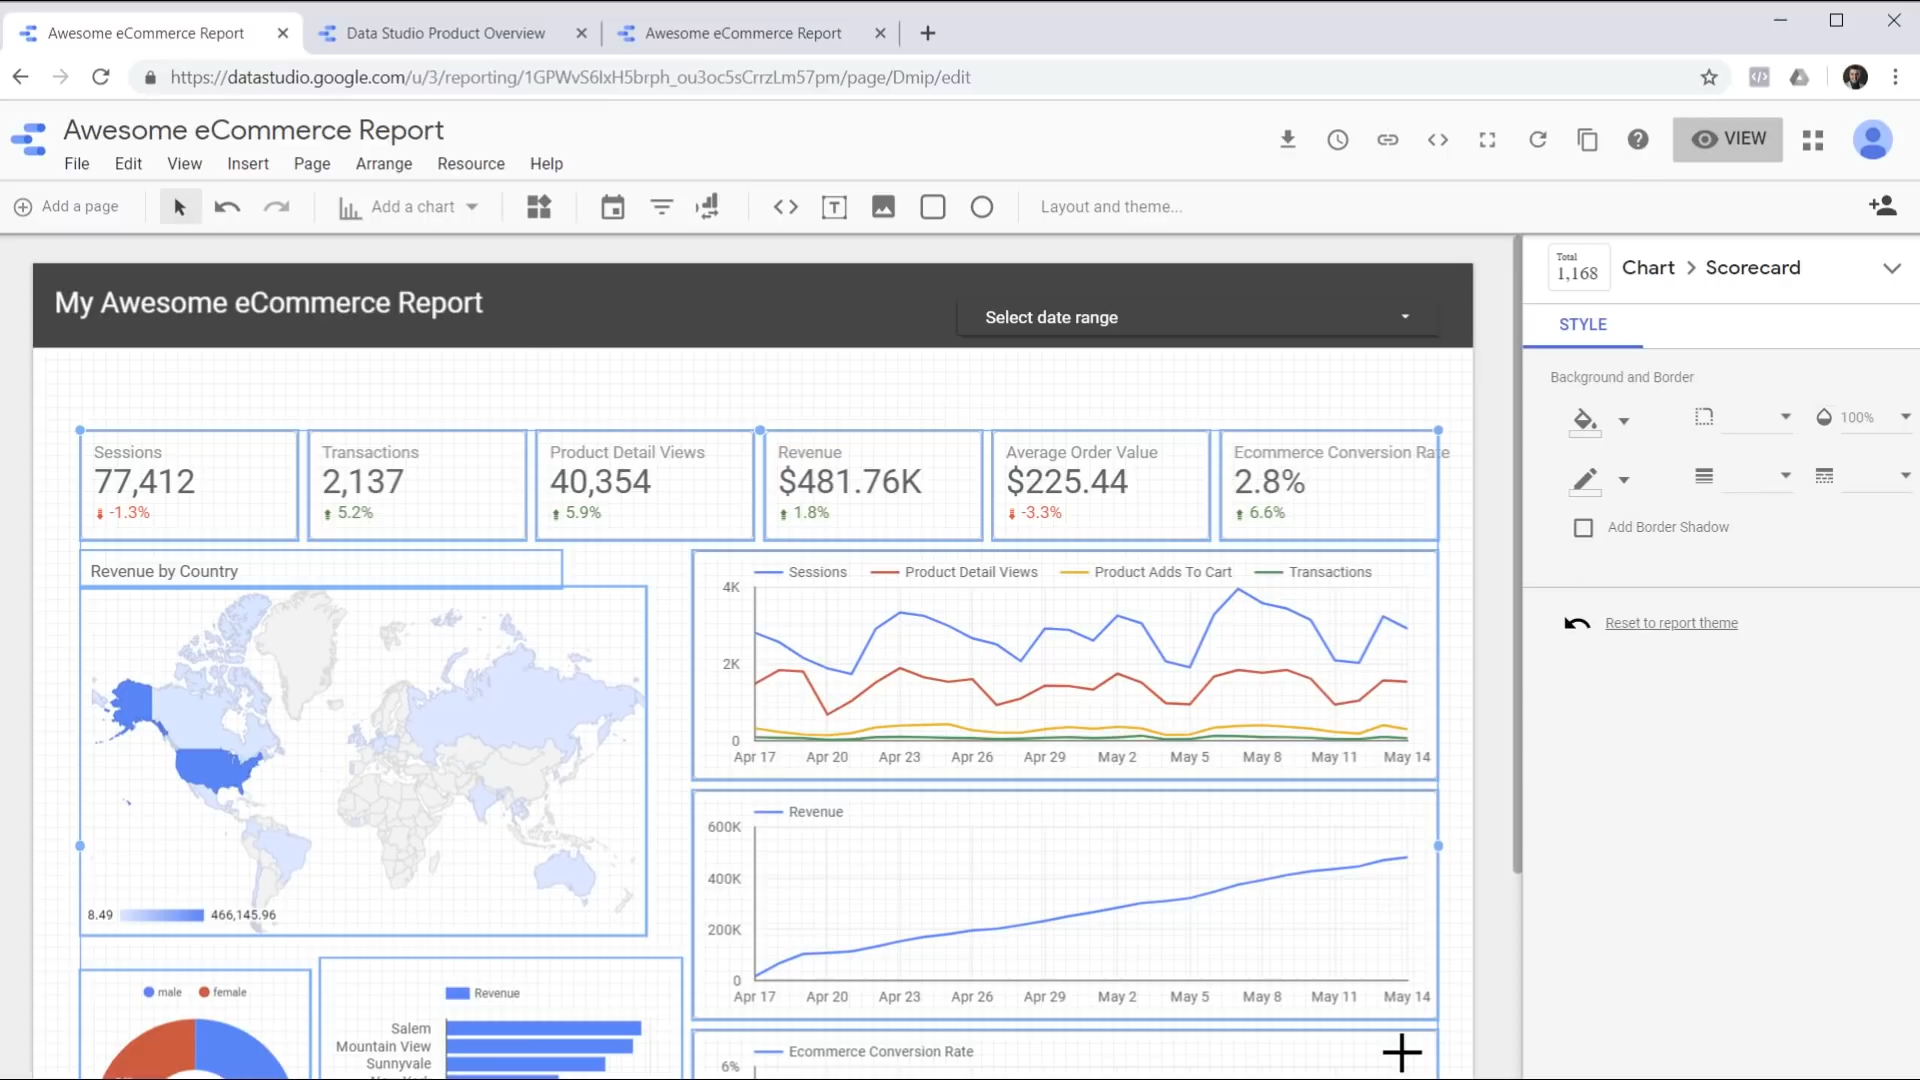 Awesome eCommerce Report
Data Studio Product Overview
Awesome eCommerce Report
https://datastudio.google.com/u/3/reporting/1GPWvS6IxH5brph_ou3oc5sCrrzLm57pm/page/Dmip/edit
Awesome eCommerce Report
VIEW
File Edit View Insert Page Arrange Resource Help
Add a page
Add a chart
Layout and theme...
My Awesome eCommerce Report
Select date range
Total
1,168
Chart > Scorecard
STYLE
Background and Border
100%
Add Border Shadow
Reset to report theme
Sessions
77,412
-1.3%
Transactions
2,137
5.2%
Product Detail Views
40,354
5.9%
Revenue
$481.76K
1.8%
Average Order Value
$225.44
-3.3%
Ecommerce Conversion Rate
2.8%
6.6%
Revenue by Country
8.49
466,145.96
Sessions Product Detail Views Product Adds To Cart Transactions
4K
2K
0
Apr 17 Apr 20 Apr 23 Apr 26 Apr 29 May 2 May 5 May 8 May 11 May 14
Revenue
600K
400K
200K
0
Apr 17 Apr 20 Apr 23 Apr 26 Apr 29 May 2 May 5 May 8 May 11 May 14
male female
Revenue
Salem
Mountain View
Sunnyvale
Ecommerce Conversion Rate
6%